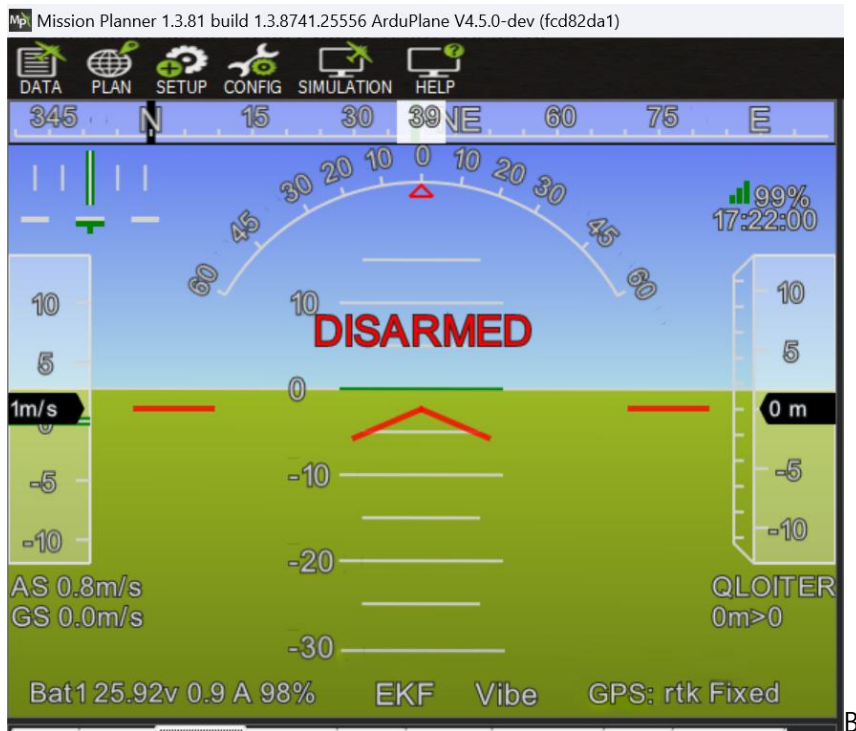 Mission Planner 1.3.81 build 1.3.8741.25556 ArduPlane V4.5.0-dev (fcd82da1)
DATA PLAN SETUP CONFIG SIMULATION HELP
345 N 15 30 39 NE 60 75 E
60 45 30 20 10 0 10 20 30 45 60
99%
17:22:00
10 10 10
DISARMED
5 5
0
1m/s 0 m
0
-5 -10 -5
-10 -20 -10
AS 0.8m/s QLOITER
GS 0.0m/s 0m>0
-30
Bat1 25.92v 0.9 A 98% EKF Vibe GPS: rtk Fixed
B